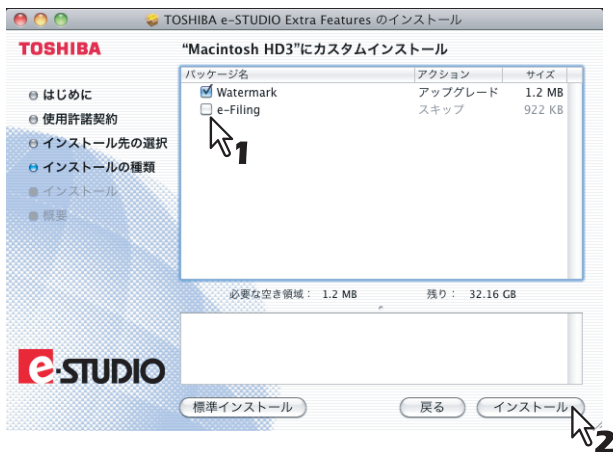 TOSHIBA e-STUDIO Extra Features のインストール
TOSHIBA
“Macintosh HD3”にカスタムインストール
はじめに
使用許諾契約
インストール先の選択
インストールの種類
インストール
概要
パッケージ名 アクション サイズ
Watermark アップグレード 1.2 MB
e-Filing スキップ 922 KB
1
必要な空き領域： 1.2 MB 残り： 32.16 GB
e-STUDIO
標準インストール 戻る インストール
2